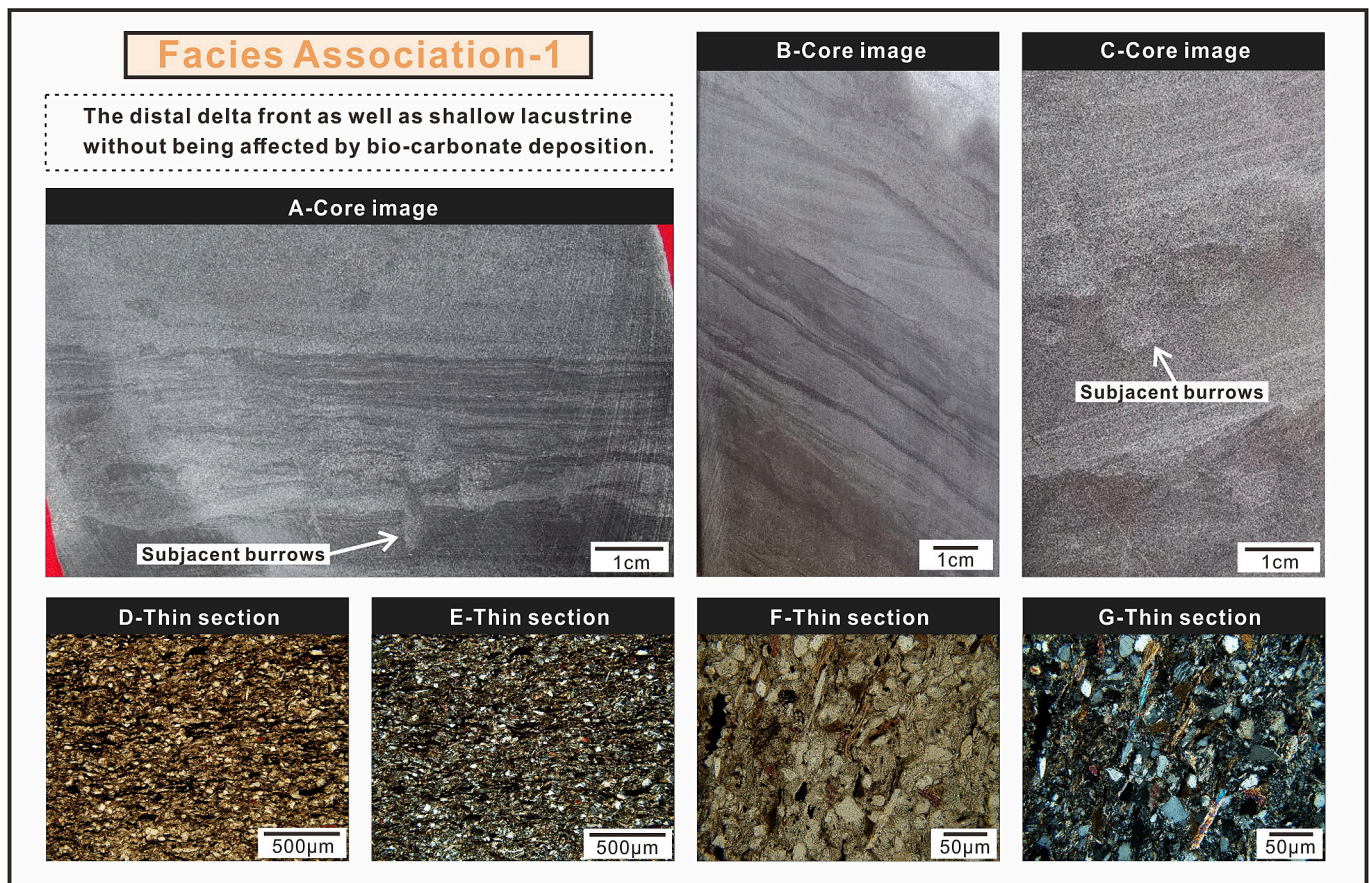 Facies Association-1
The distal delta front as well as shallow lacustrine
without being affected by bio-carbonate deposition.
A-Core image
Subjacent burrows
1cm
B-Core image
1cm
C-Core image
Subjacent burrows
1cm
D-Thin section
500μm
E-Thin section
500μm
F-Thin section
50μm
G-Thin section
50μm